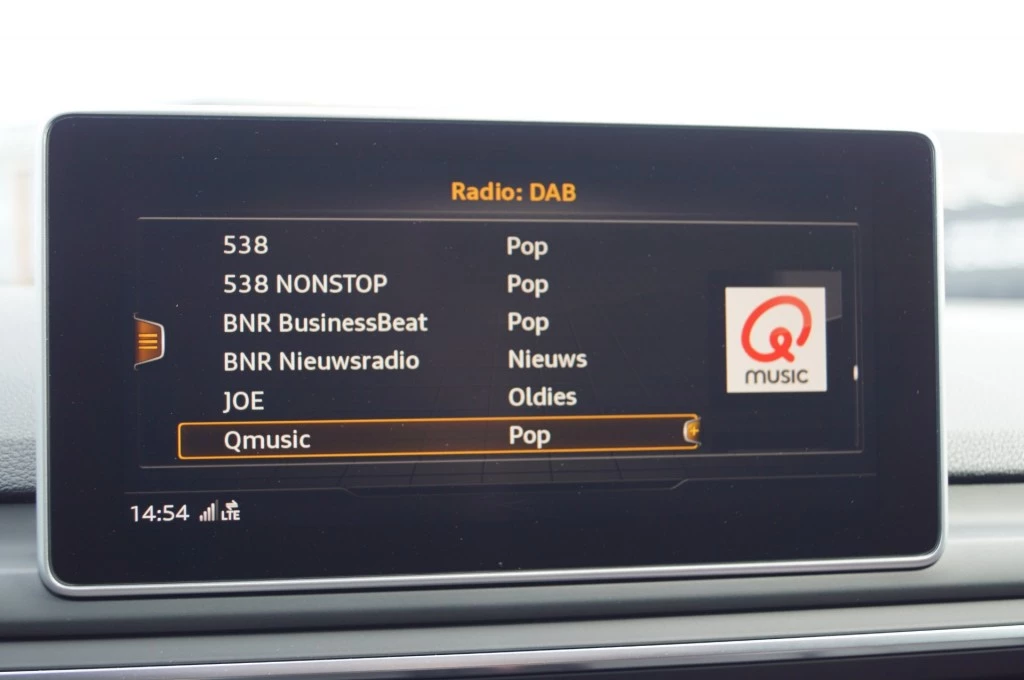 Radio: DAB
538 Pop
538 NONSTOP Pop
BNR BusinessBeat Pop
BNR Nieuwsradio Nieuws
JOE Oldies
Qmusic Pop
Q
MUSIC
14:54 LTE